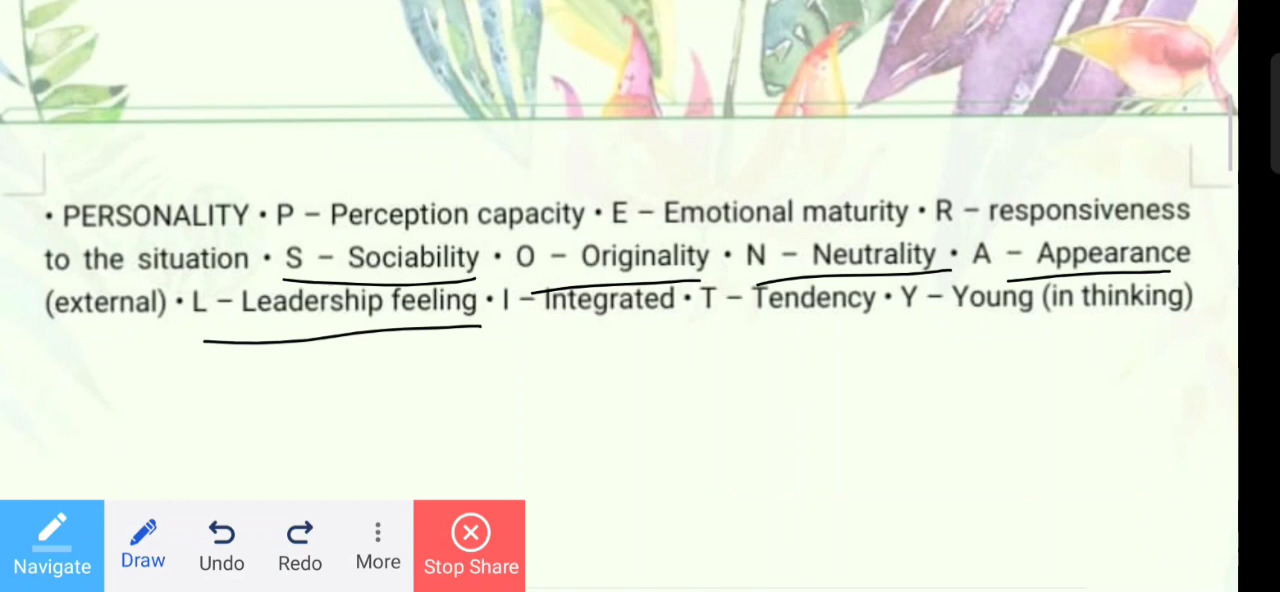 • PERSONALITY • P – Perception capacity • E – Emotional maturity • R – responsiveness
to the situation • S – Sociability • O – Originality • N – Neutrality • A – Appearance
(external) • L – Leadership feeling • I – Integrated • T – Tendency • Y – Young (in thinking)
Navigate
Draw
Undo
Redo
More
Stop Share